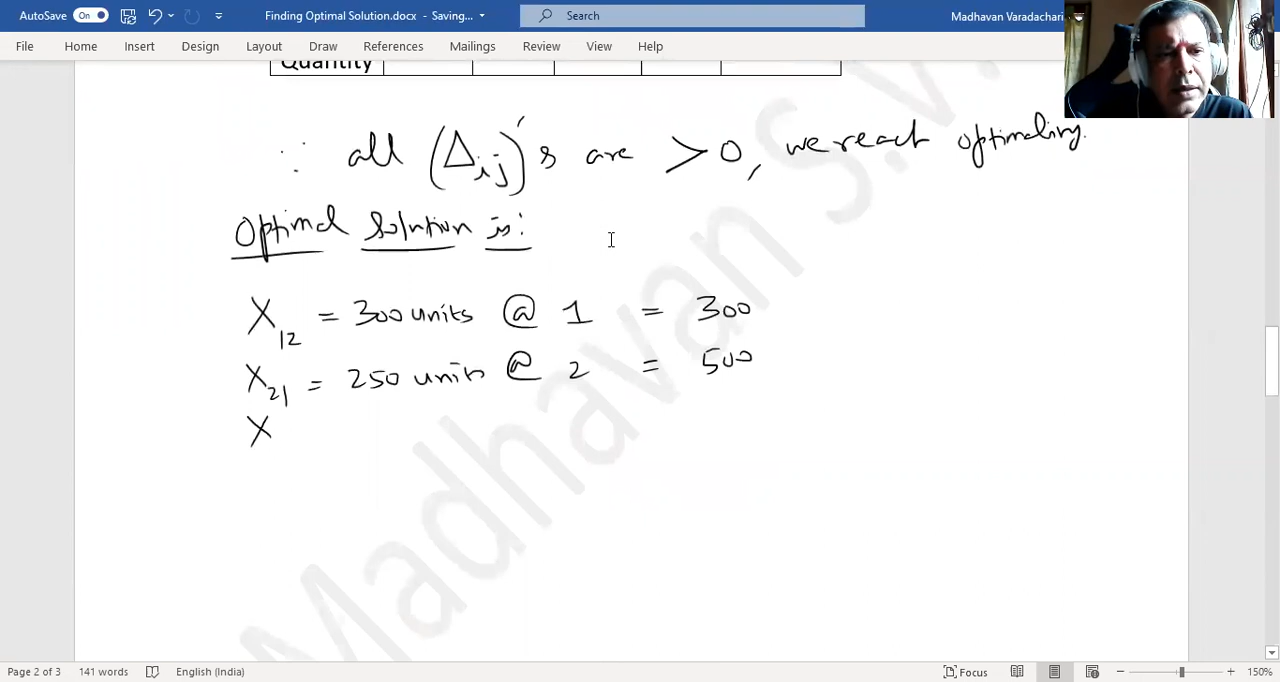 AutoSave On Finding Optimal Solution.docx - Saving... Search Madhavan Varadachari
File Home Insert Design Layout Draw References Mailings Review View Help
Quantity
∵ all (Δij)'s are > 0, we reach optimality.
Optimal Solution is:
X12 = 300 units @ 1 = 300
X21 = 250 units @ 2 = 500
X
Madhavan S.V.
Page 2 of 3 141 words English (India) Focus 150%